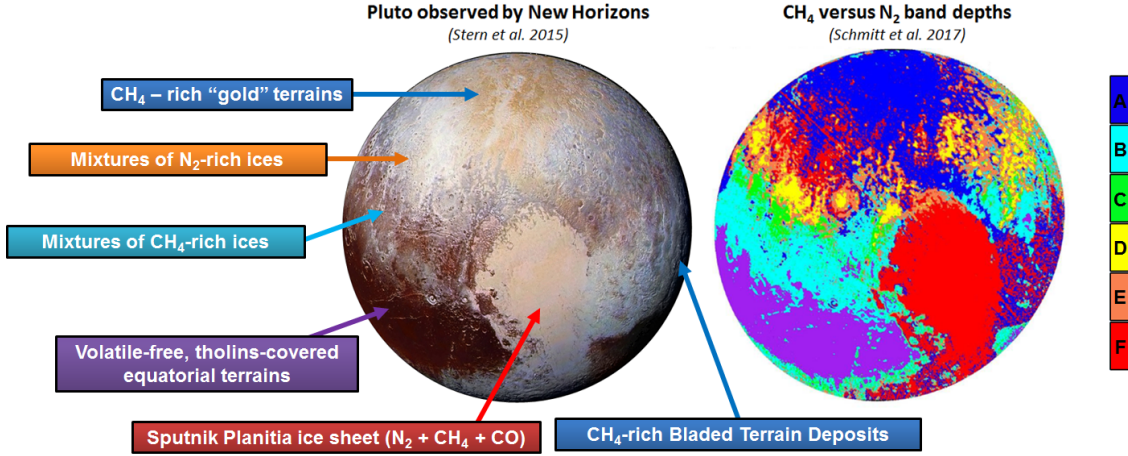 Pluto observed by New Horizons
(Stern et al. 2015)
CH₄ versus N₂ band depths
(Schmitt et al. 2017)
CH₄ – rich “gold” terrains
Mixtures of N₂-rich ices
Mixtures of CH₄-rich ices
Volatile-free, tholins-covered
equatorial terrains
Sputnik Planitia ice sheet (N₂ + CH₄ + CO)
CH₄-rich Bladed Terrain Deposits
A
B
C
D
E
F